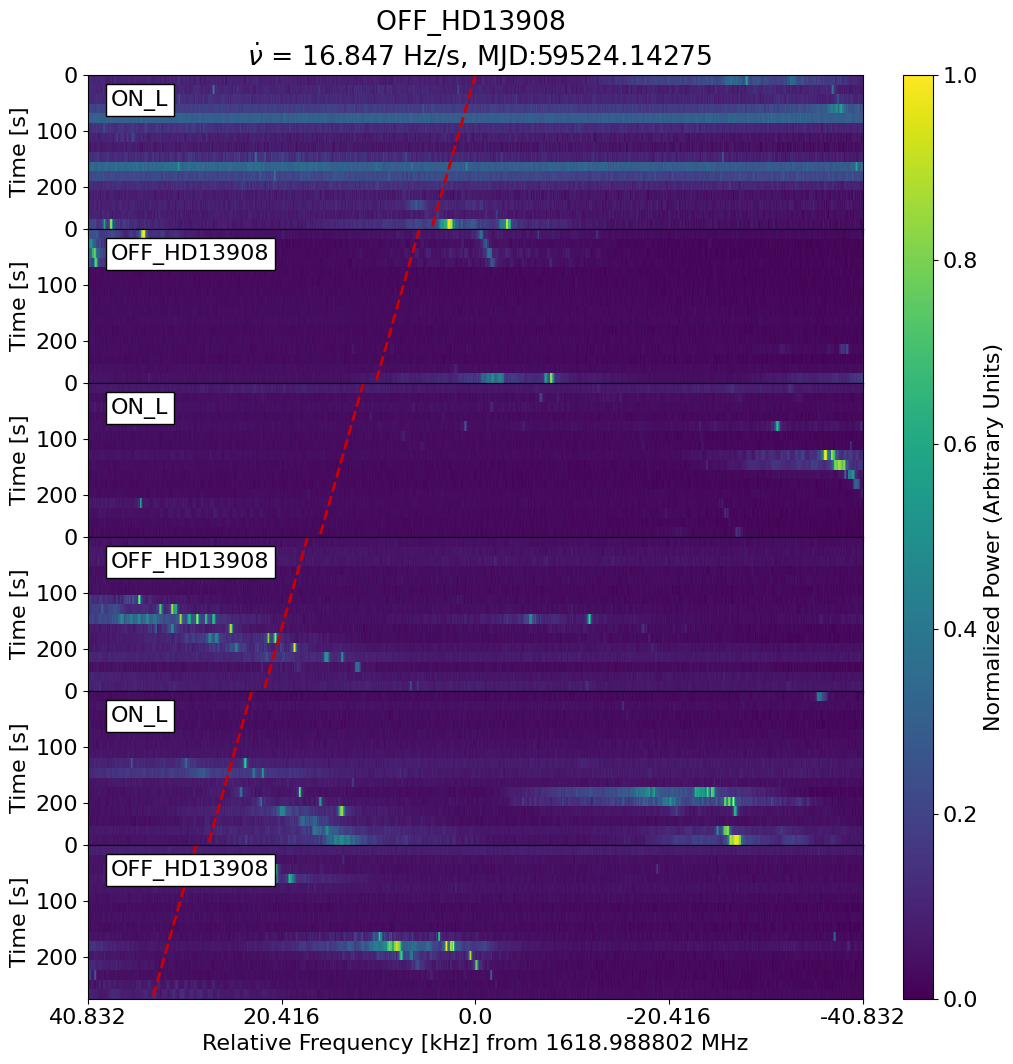 OFF_HD13908
ν̇ = 16.847 Hz/s, MJD:59524.14275
ON_L
OFF_HD13908
ON_L
OFF_HD13908
ON_L
OFF_HD13908
Time [s]
0
100
200
Time [s]
0
100
200
Time [s]
0
100
200
Time [s]
0
100
200
Time [s]
0
100
200
Time [s]
0
100
200
40.832 20.416 0.0 -20.416 -40.832
Relative Frequency [kHz] from 1618.988802 MHz
1.0
0.8
0.6
0.4
0.2
0.0
Normalized Power (Arbitrary Units)